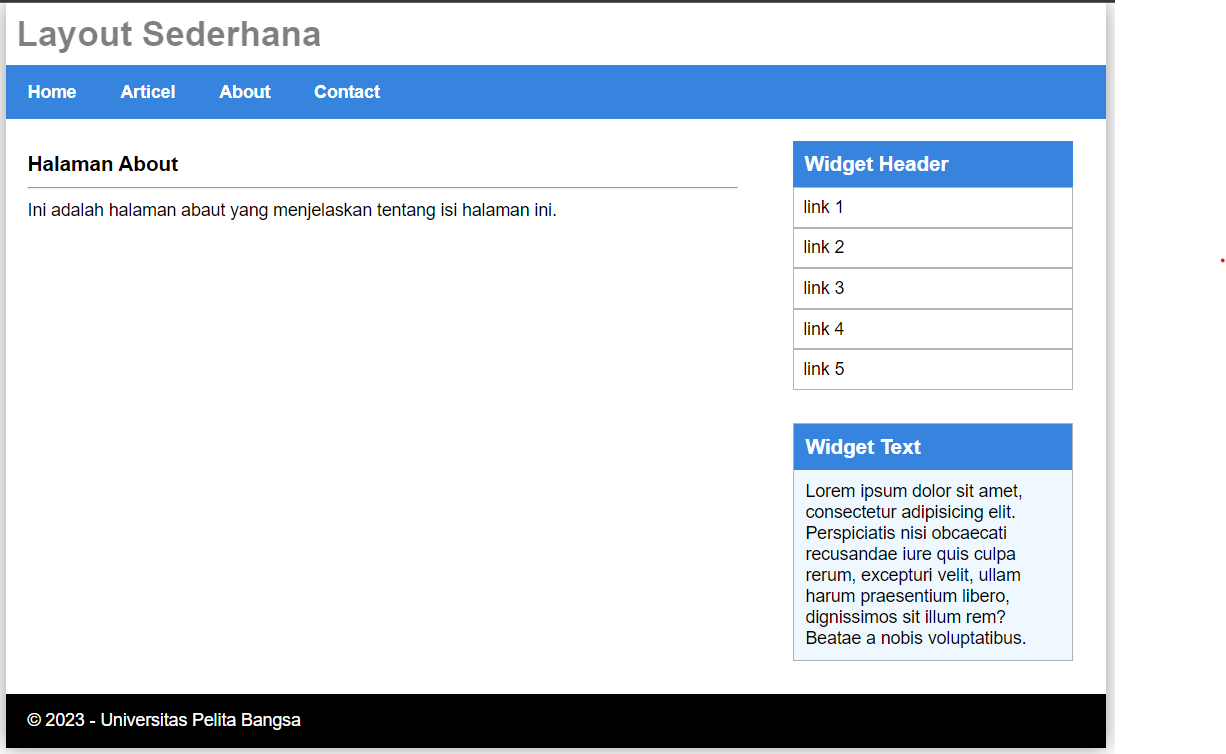 Layout Sederhana
Home Articel About Contact
Halaman About
Ini adalah halaman abaut yang menjelaskan tentang isi halaman ini.
Widget Header
link 1
link 2
link 3
link 4
link 5
Widget Text
Lorem ipsum dolor sit amet,
consectetur adipisicing elit.
Perspiciatis nisi obcaecati
recusandae iure quis culpa
rerum, excepturi velit, ullam
harum praesentium libero,
dignissimos sit illum rem?
Beatae a nobis voluptatibus.
© 2023 - Universitas Pelita Bangsa